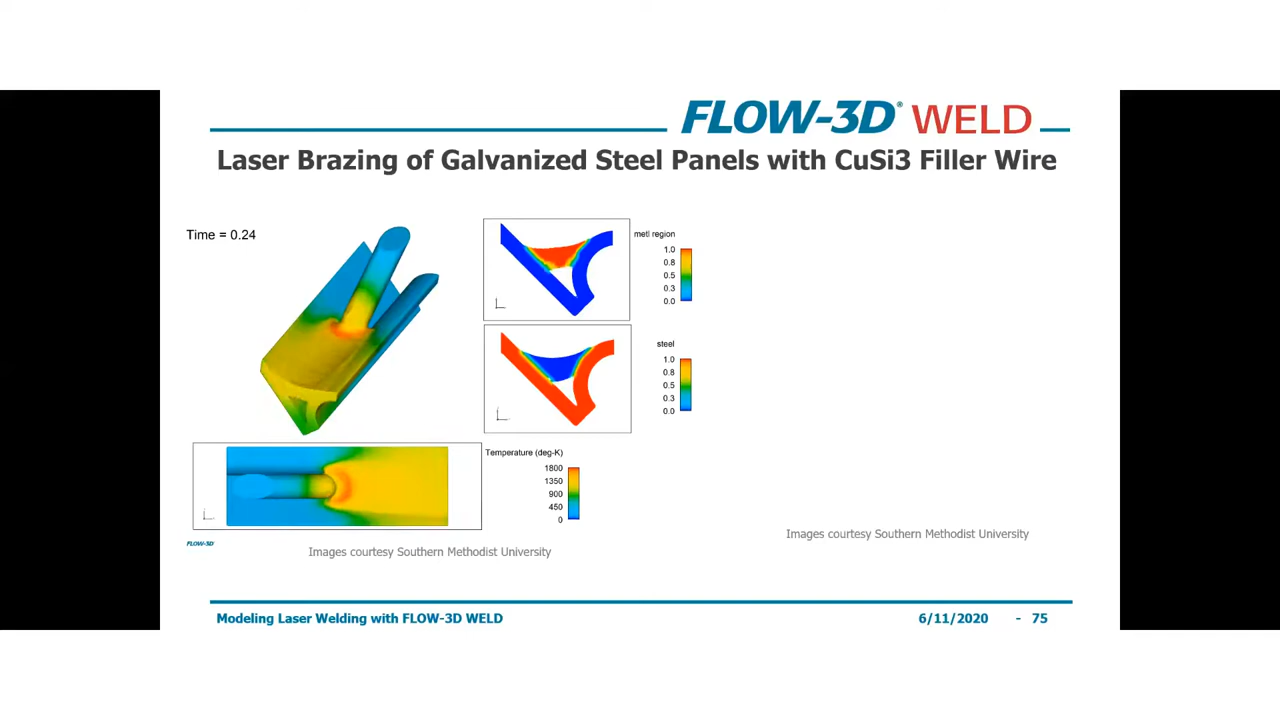 FLOW-3D® WELD
Laser Brazing of Galvanized Steel Panels with CuSi3 Filler Wire
Time = 0.24
metl region
1.0
0.8
0.5
0.3
0.0
steel
1.0
0.8
0.5
0.3
0.0
Temperature (deg-K)
1800
1350
900
450
0
FLOW-3D
Images courtesy Southern Methodist University
Images courtesy Southern Methodist University
Modeling Laser Welding with FLOW-3D WELD
6/11/2020 - 75